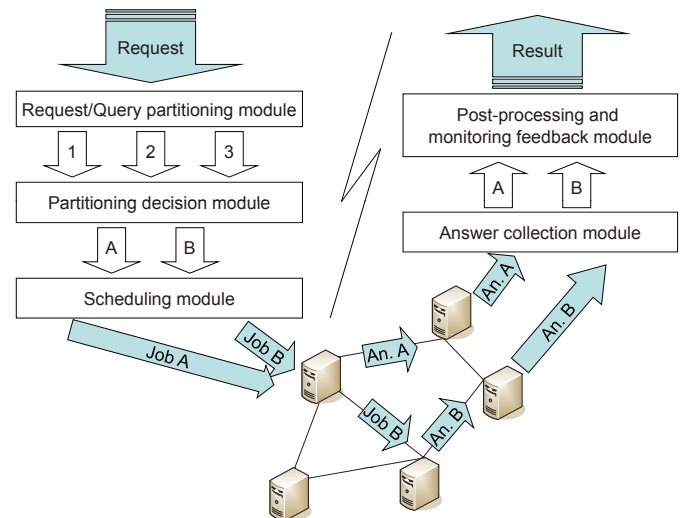 Request
Request/Query partitioning module
1
2
3
Partitioning decision module
A
B
Scheduling module
Job A
Job B
Result
Post-processing and
monitoring feedback module
A
B
Answer collection module
An. A
An. B
An. A
Job B
An. B